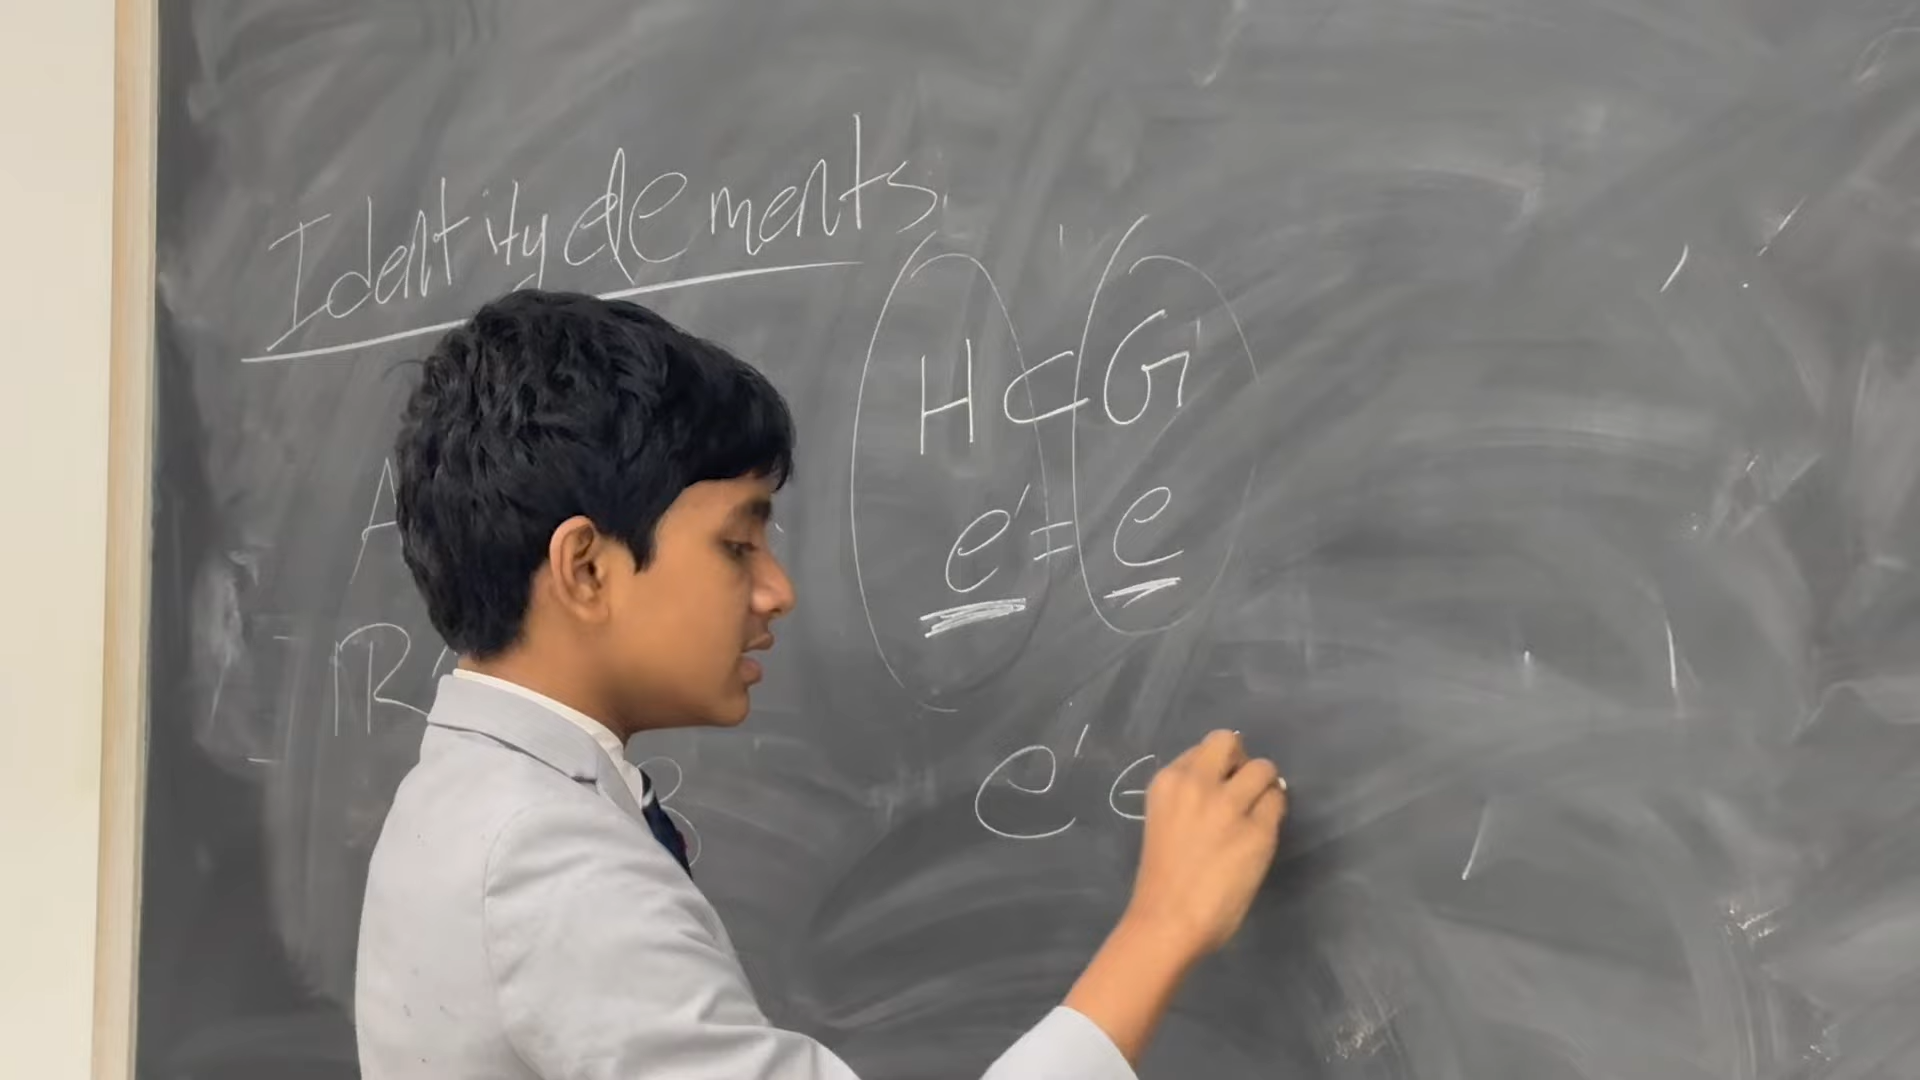 Identity elements
H ⊂ G
e' = e
e' ∈